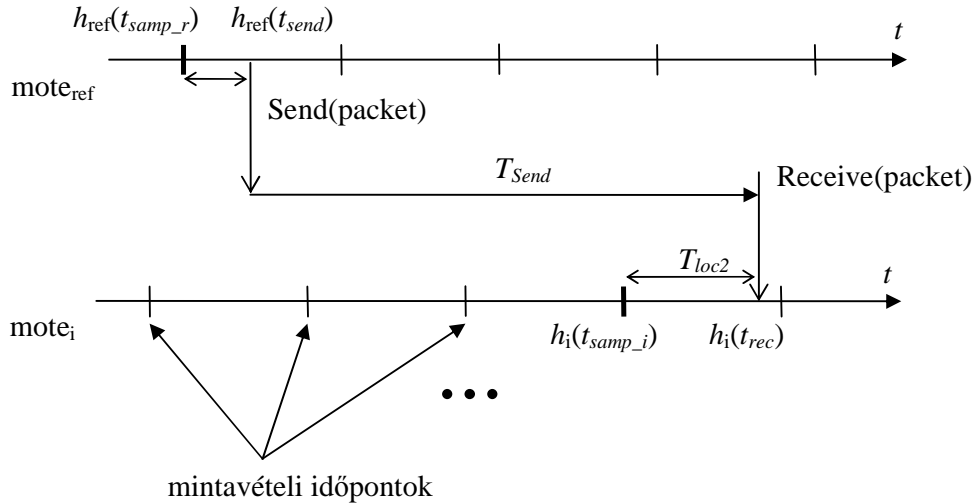 h_ref(t_samp_r) h_ref(t_send) t
mote_ref
Send(packet)
T_Send Receive(packet)
T_loc2 t
mote_i
h_i(t_samp_i) h_i(t_rec)
mintavételi időpontok